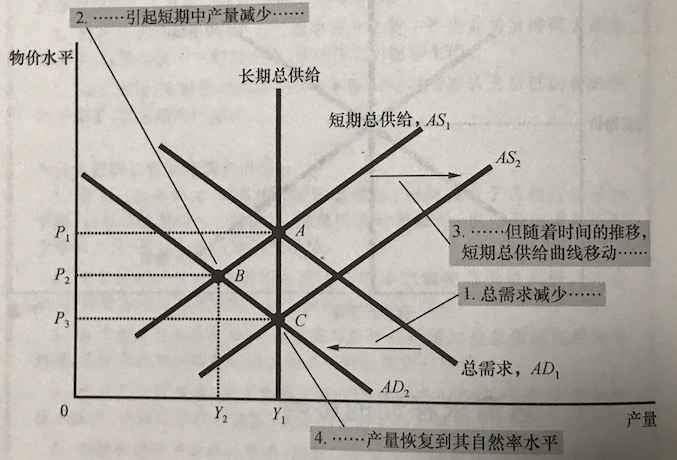 2. ……引起短期中产量减少……
物价水平
长期总供给
短期总供给，AS₁
AS₂
P₁
A
3. ……但随着时间的推移，
短期总供给曲线移动……
P₂
B
1. 总需求减少……
P₃
C
总需求，AD₁
AD₂
0
Y₂
Y₁
产量
4. ……产量恢复到其自然率水平